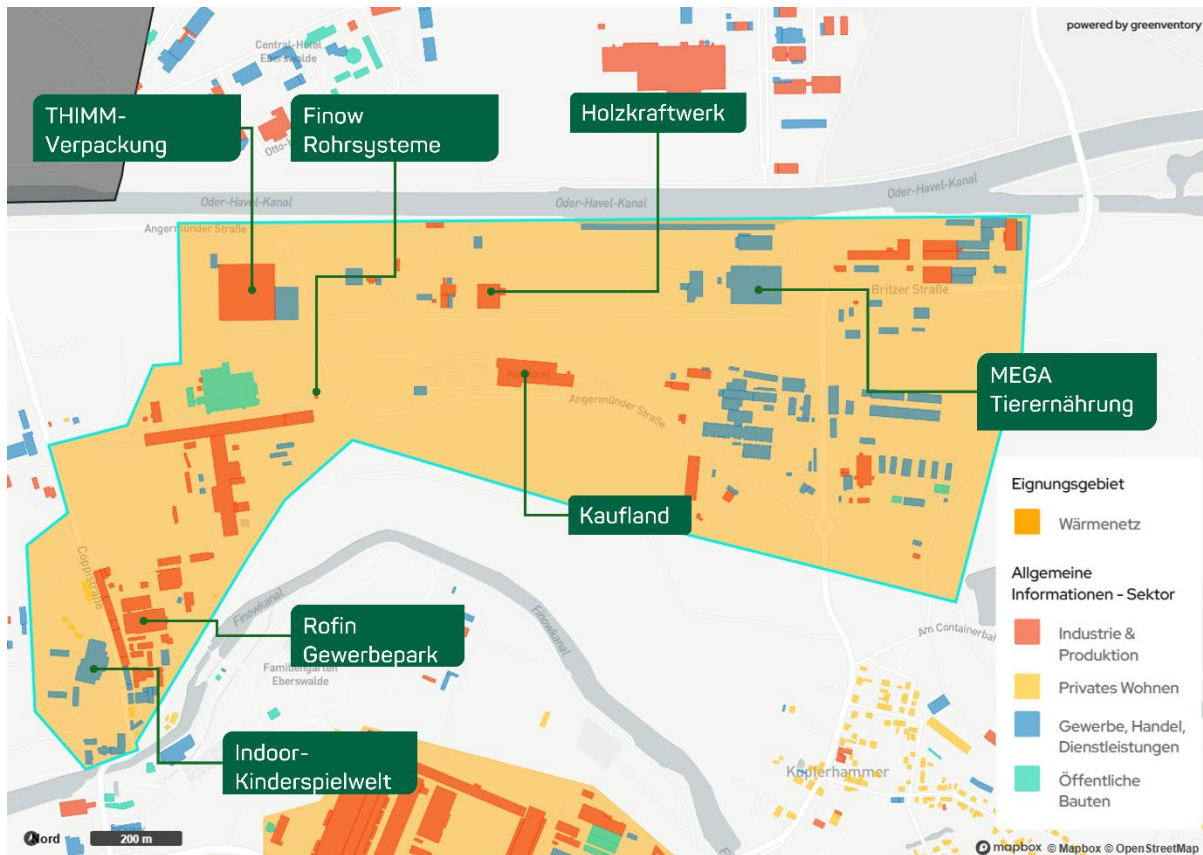 powered by greenventory
Central-Hotel
Eberswalde
THIMM-
Verpackung
Finow
Rohrsysteme
Holzkraftwerk
Oder-Havel-Kanal
Oder-Havel-Kanal
Oder-Havel-Kanal
Angermünder Straße
Britzer Straße
Kaufland
Angermünder Straße
MEGA
Tierernährung
Kaufland
Coppistraße
Finowkanal
Finowkanal
Rofin
Gewerbepark
Familiengarten
Eberswalde
Indoor-
Kinderspielwelt
Am Containerbah
Kupferhammer
Eignungsgebiet
Wärmenetz
Allgemeine
Informationen - Sektor
Industrie &
Produktion
Privates Wohnen
Gewerbe, Handel,
Dienstleistungen
Öffentliche
Bauten
Nord
200 m
mapbox © Mapbox © OpenStreetMap